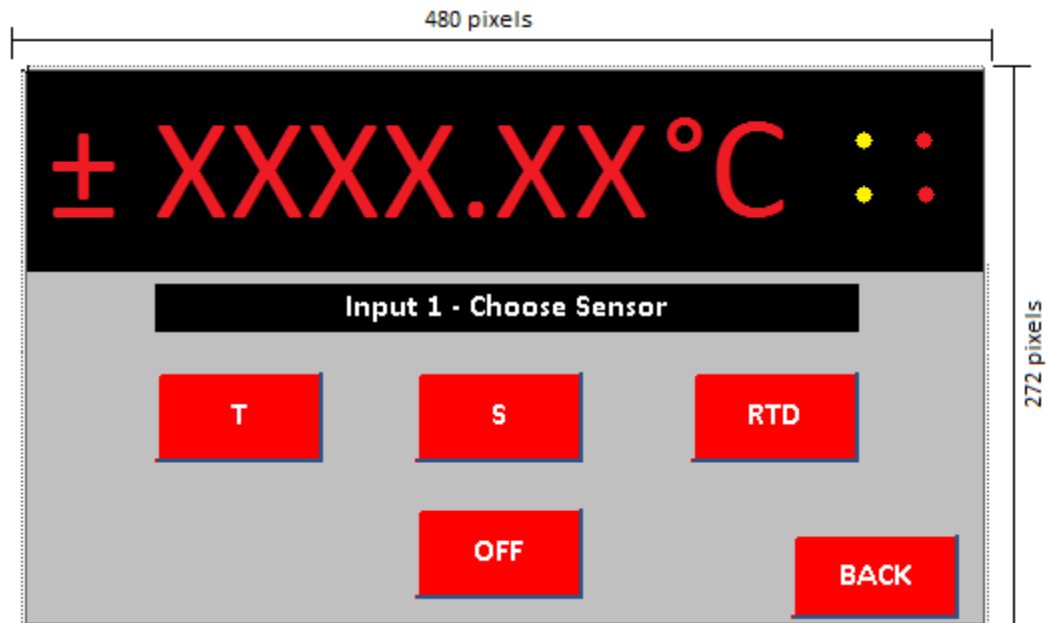 480 pixels
± XXXX.XX°C
Input 1 - Choose Sensor
T S RTD
OFF
BACK
272 pixels